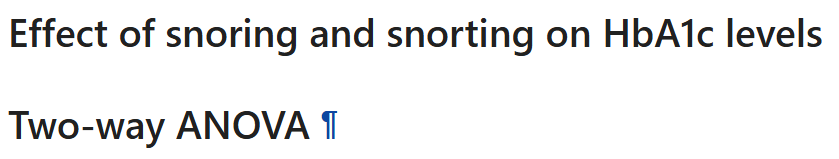 Effect of snoring and snorting on HbA1c levels
Two-way ANOVA ¶